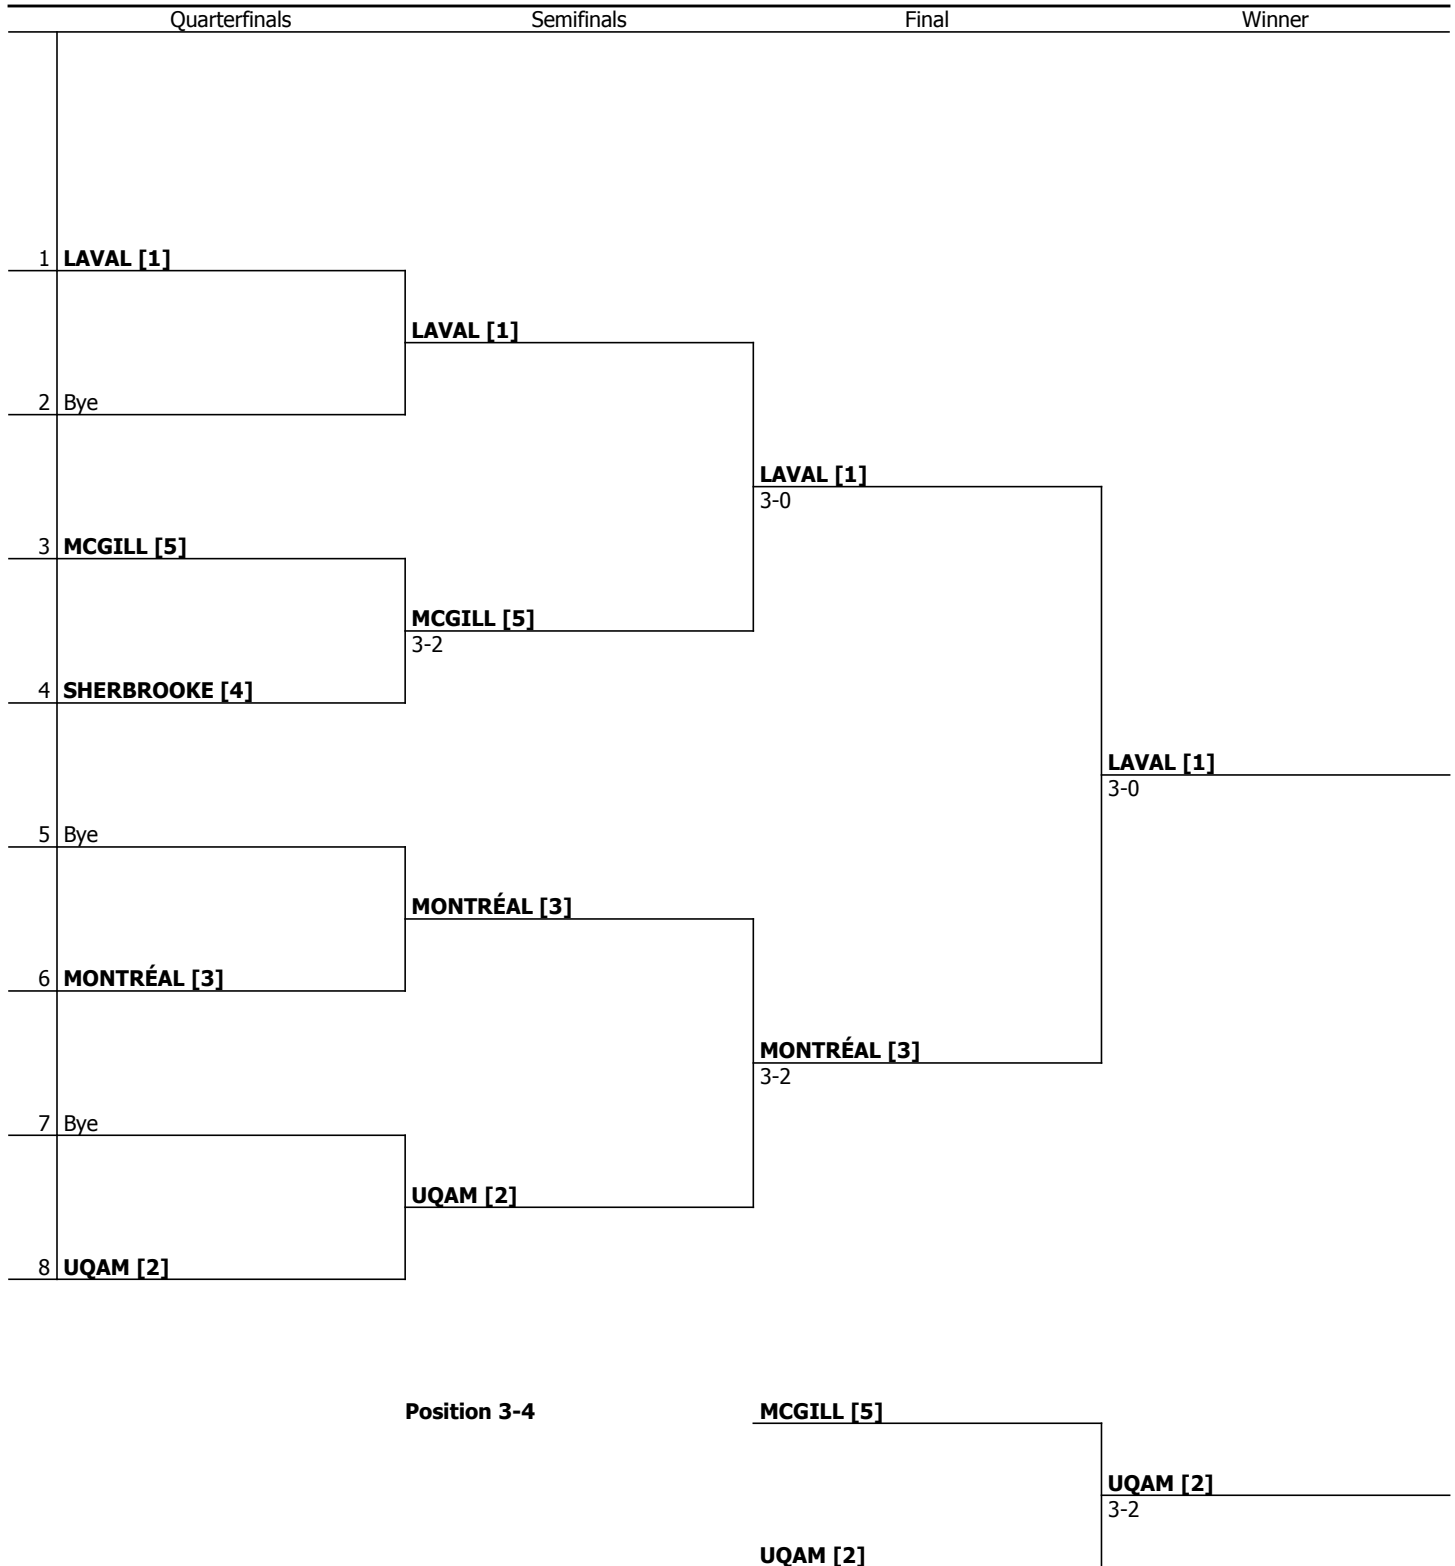 Quarterfinals Semifinals Final Winner
1 LAVAL [1]
LAVAL [1]
2 Bye
LAVAL [1]
3-0
3 MCGILL [5]
MCGILL [5]
3-2
4 SHERBROOKE [4]
LAVAL [1]
3-0
5 Bye
MONTRÉAL [3]
6 MONTRÉAL [3]
MONTRÉAL [3]
3-2
7 Bye
UQAM [2]
8 UQAM [2]
Position 3-4 MCGILL [5]
UQAM [2]
3-2
UQAM [2]